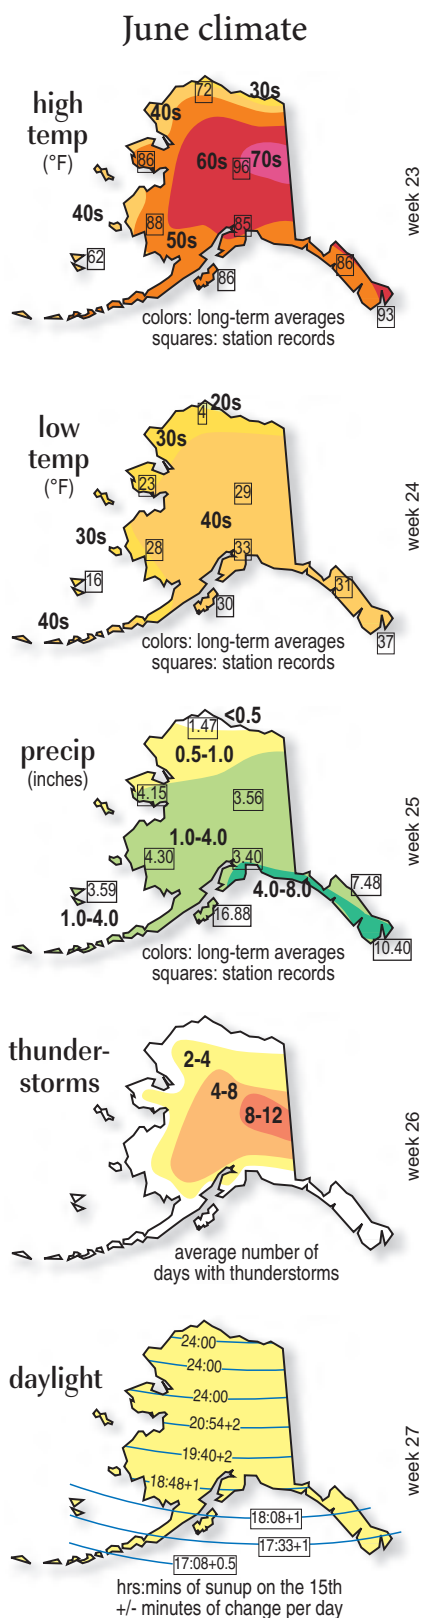 June climate
high
temp
(°F)
72
30s
40s
86
60s
70s
96
40s
88
50s
85
62
86
86
93
colors: long-term averages
squares: station records
week 23
low
temp
(°F)
4
20s
30s
23
29
40s
30s
28
33
16
30
31
37
40s
colors: long-term averages
squares: station records
week 24
precip
(inches)
<0.5
1.47
0.5-1.0
4.15
3.56
1.0-4.0
4.30
3.40
3.59
4.0-8.0
7.48
1.0-4.0
16.88
10.40
colors: long-term averages
squares: station records
week 25
thunder-
storms
2-4
4-8
8-12
average number of
days with thunderstorms
week 26
daylight
24:00
24:00
24:00
20:54+2
19:40+2
18:48+1
18:08+1
17:33+1
17:08+0.5
hrs:mins of sunup on the 15th
+/- minutes of change per day
week 27